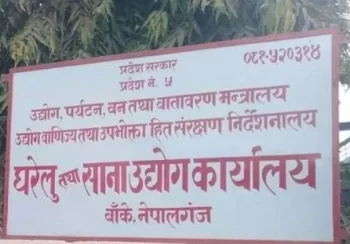 ०८१-५२०३१४
प्रदेश सरकार
प्रदेश नं. ५
उद्योग, पर्यटन, वन तथा वातावरण मन्त्रालय
उद्योग वाणिज्य तथा उपभोक्ता हित संरक्षण निर्देशनालय
घरेलु तथा साना उद्योग कार्यालय
बाँके, नेपालगंज